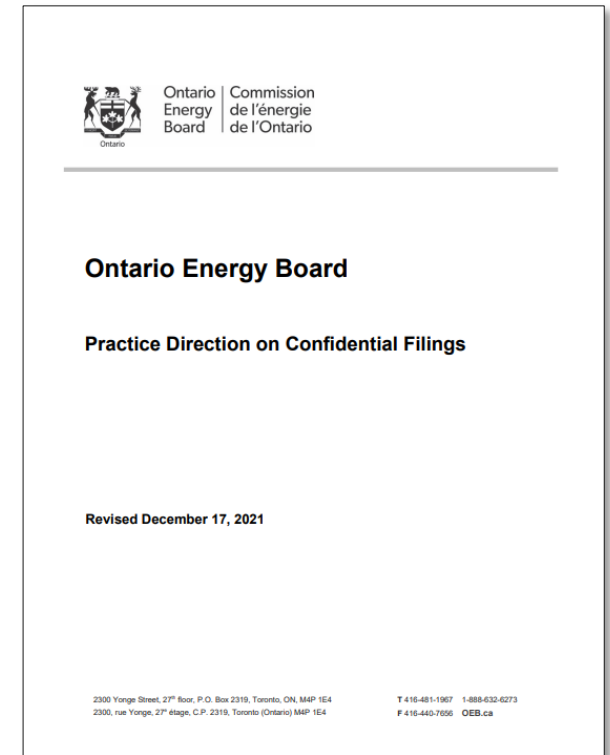 Ontario
Energy
Board
Commission
de l'énergie
de l'Ontario
Ontario
Ontario Energy Board
Practice Direction on Confidential Filings
Revised December 17, 2021
2300 Yonge Street, 27th floor, P.O. Box 2319, Toronto, ON, M4P 1E4
2300, rue Yonge, 27e étage, C.P. 2319, Toronto (Ontario) M4P 1E4
T 416-481-1967 1-888-632-6273
F 416-440-7656 OEB.ca